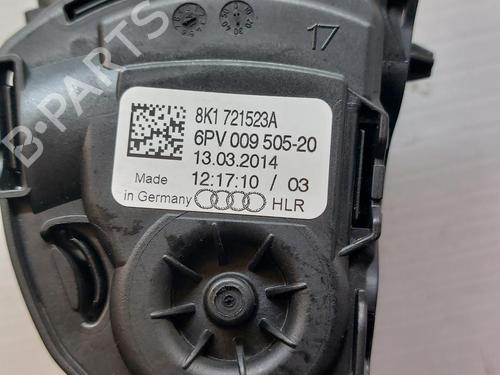 B-PARTS
17
8K1 721523A
6PV 009 505-20
13.03.2014
Made 12:17:10 / 03
in Germany HLR